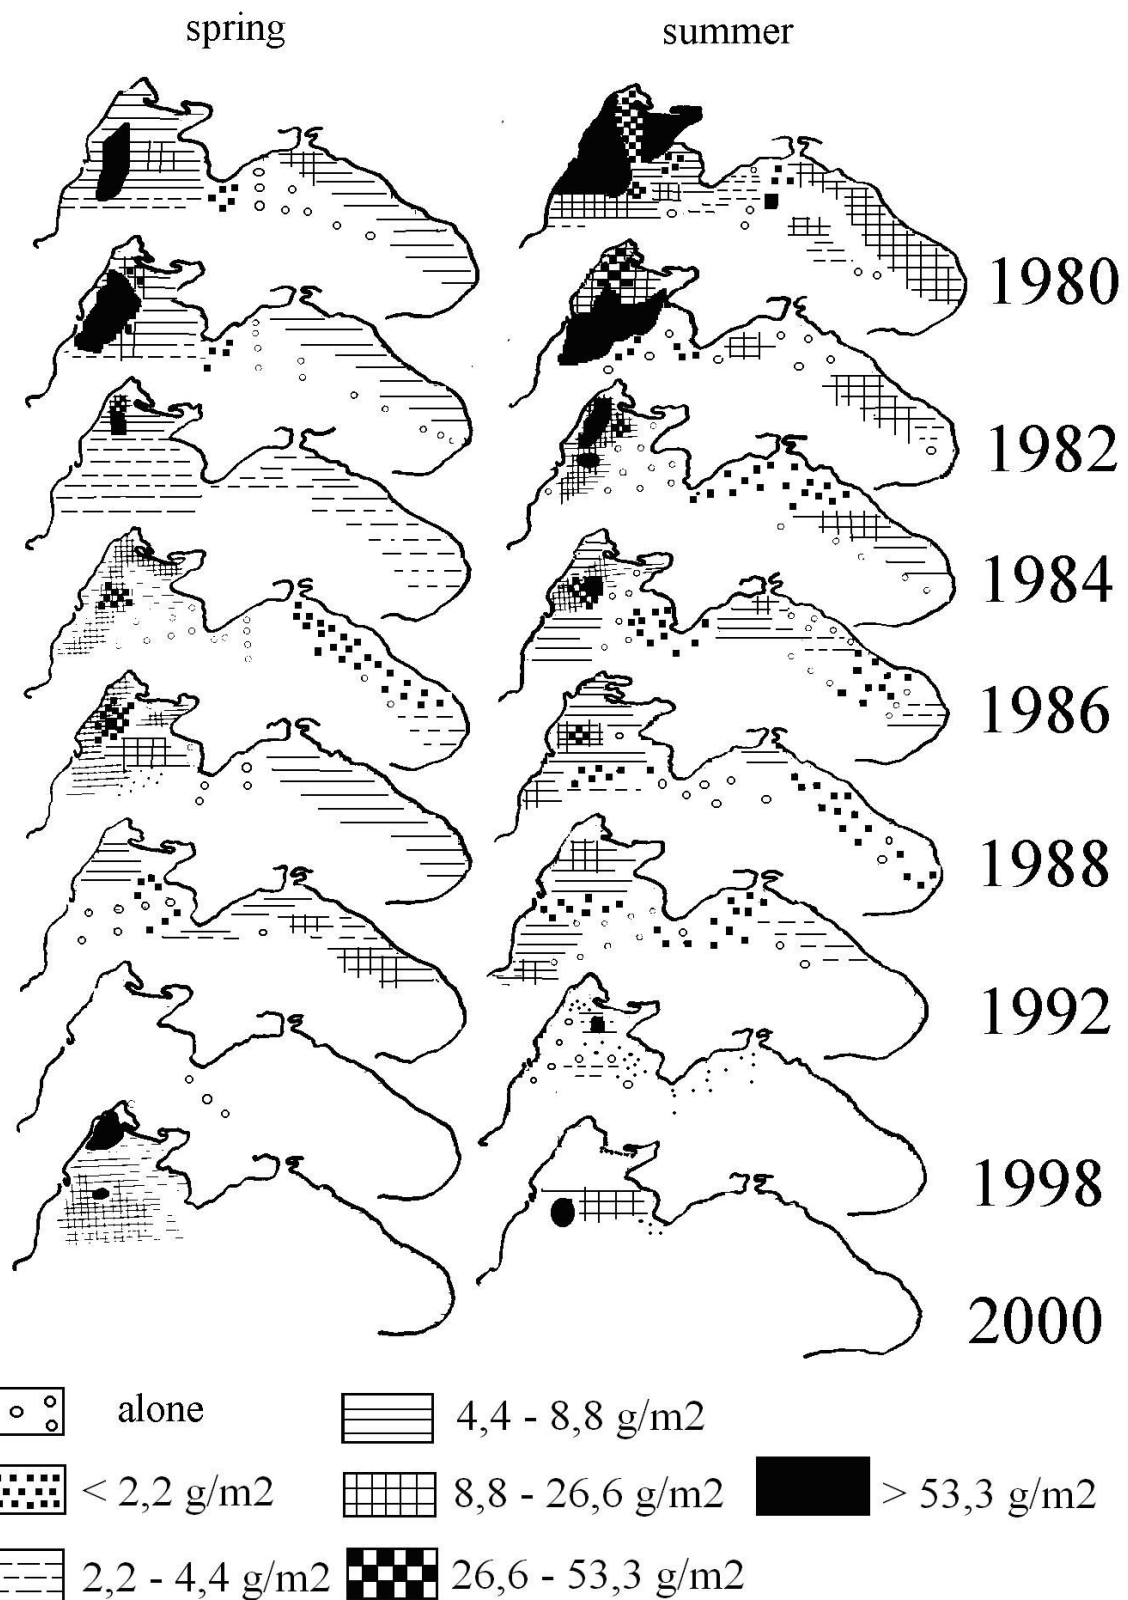 spring summer
1980
1982
1984
1986
1988
1992
1998
2000
alone 4,4 - 8,8 g/m2
< 2,2 g/m2 8,8 - 26,6 g/m2 > 53,3 g/m2
2,2 - 4,4 g/m2 26,6 - 53,3 g/m2